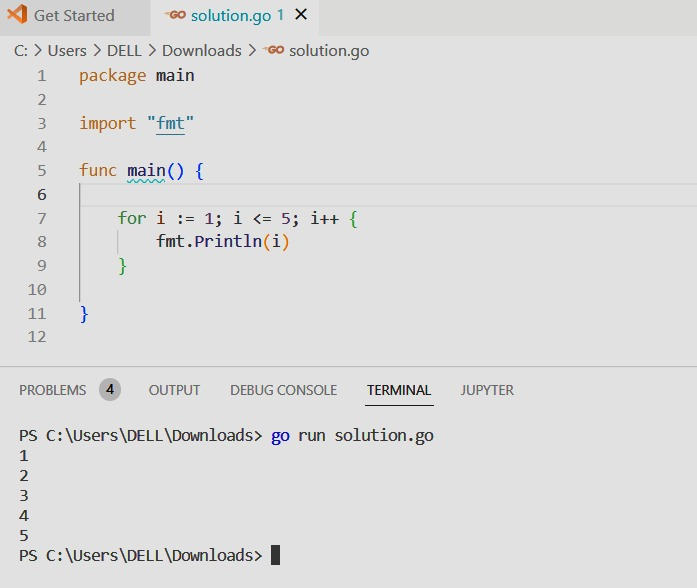 Get Started
GO solution.go 1 ×
C: > Users > DELL > Downloads > GO solution.go
1 package main
2
3 import "fmt"
4
5 func main() {
6
7 for i := 1; i <= 5; i++ {
8 fmt.Println(i)
9 }
10
11 }
12
PROBLEMS 4 OUTPUT DEBUG CONSOLE TERMINAL JUPYTER
PS C:\Users\DELL\Downloads> go run solution.go
1
2
3
4
5
PS C:\Users\DELL\Downloads>